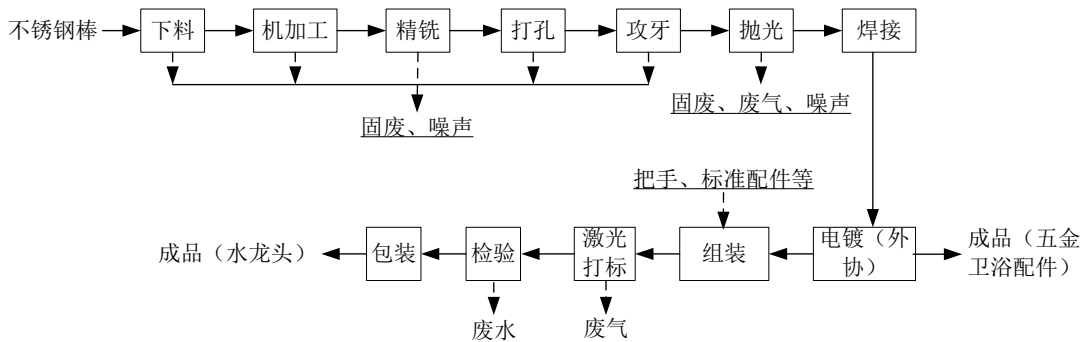 不锈钢棒
下料
机加工
精铣
打孔
攻牙
抛光
焊接
固废、噪声
固废、废气、噪声
把手、标准配件等
成品（水龙头）
包装
检验
激光
打标
组装
电镀（外
协）
成品（五金
卫浴配件）
废水
废气